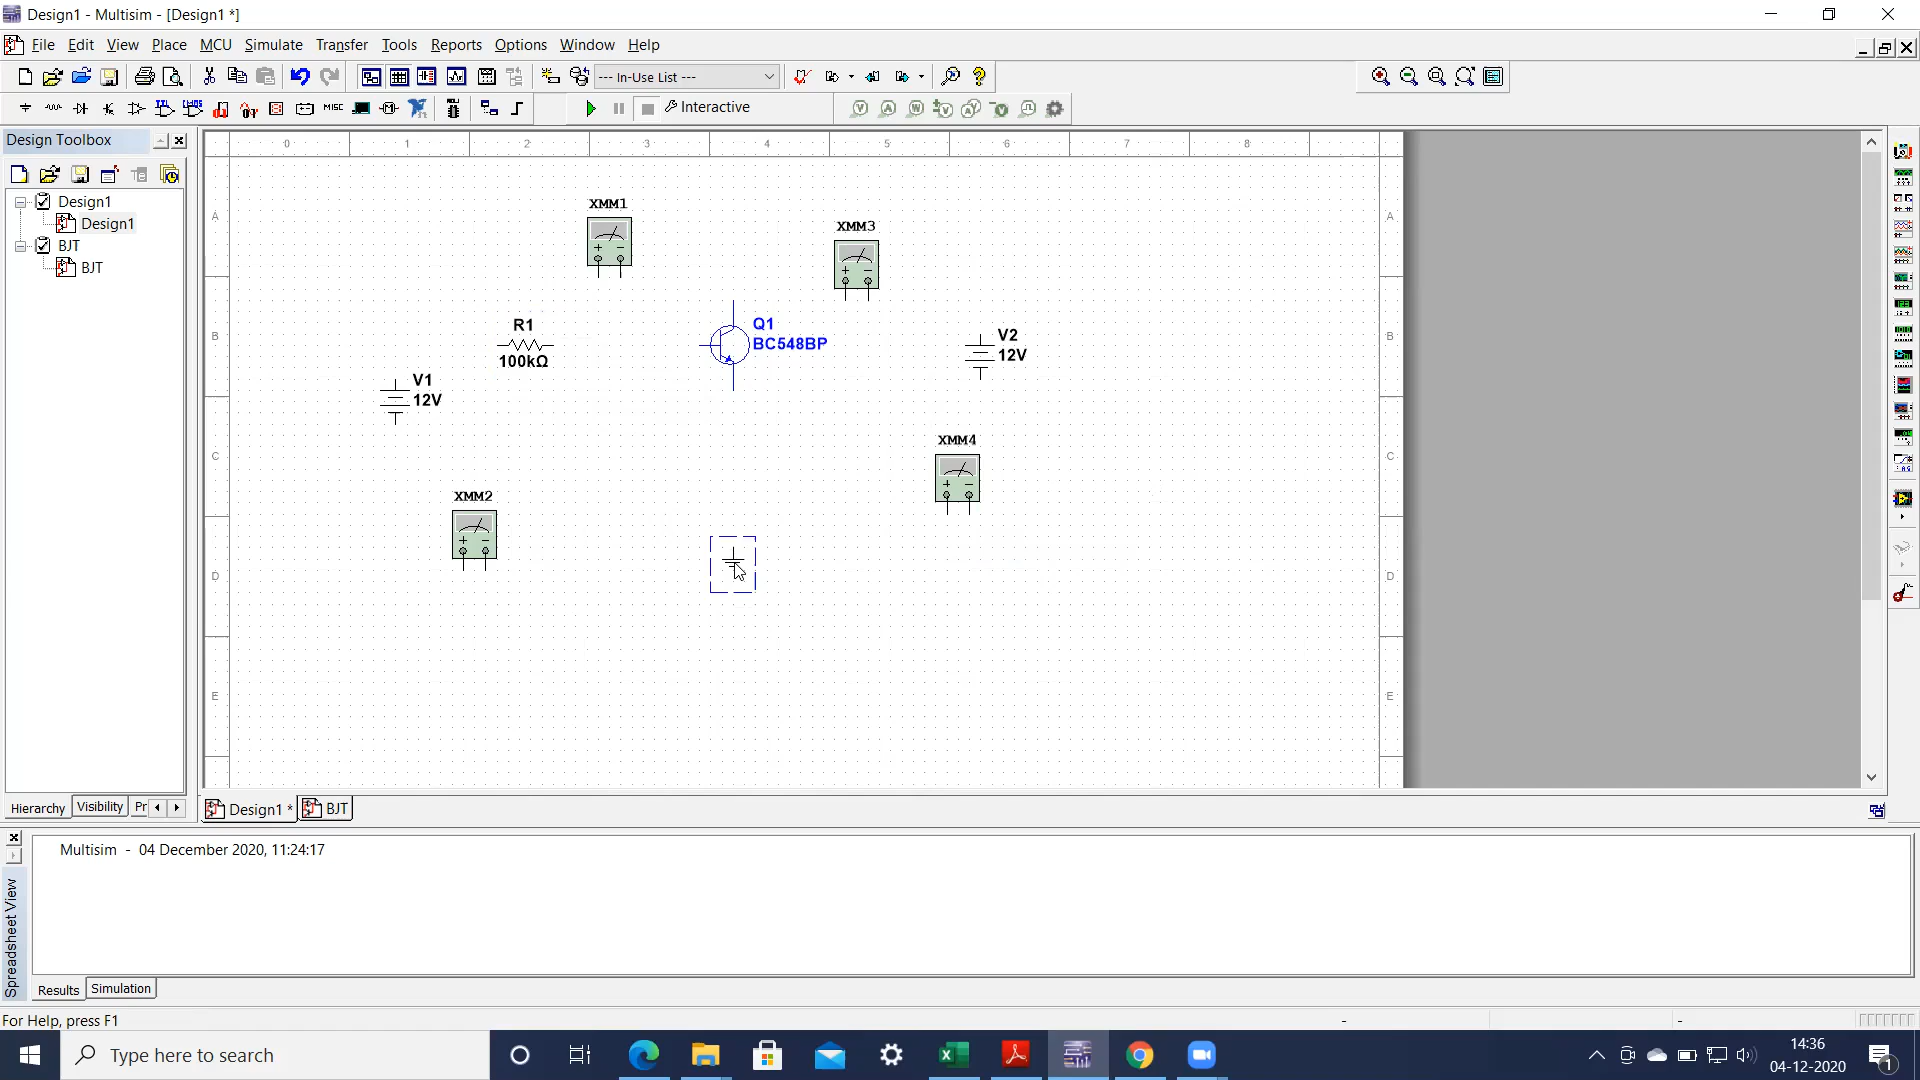 Design1 - Multisim - [Design1 *]
File Edit View Place MCU Simulate Transfer Tools Reports Options Window Help
--- In-Use List ---
MISC
Interactive
Design Toolbox
Design1
Design1
BJT
BJT
0 1 2 3 4 5 6 7 8
A A
B B
C C
D D
E E
XMM1
XMM3
R1
100kΩ
Q1
BC548BP
V2
12V
V1
12V
XMM4
XMM2
Hierarchy Visibility Pr
Design1 * BJT
Multisim - 04 December 2020, 11:24:17
Spreadsheet View
Results Simulation
For Help, press F1
- -
Type here to search
14:36
04-12-2020
1